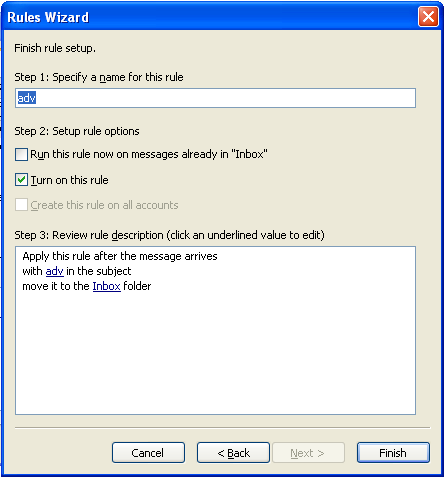 Rules Wizard
Finish rule setup.
Step 1: Specify a name for this rule
adv
Step 2: Setup rule options
Run this rule now on messages already in "Inbox"
Turn on this rule
Create this rule on all accounts
Step 3: Review rule description (click an underlined value to edit)
Apply this rule after the message arrives
with adv in the subject
move it to the Inbox folder
Cancel
< Back
Next >
Finish